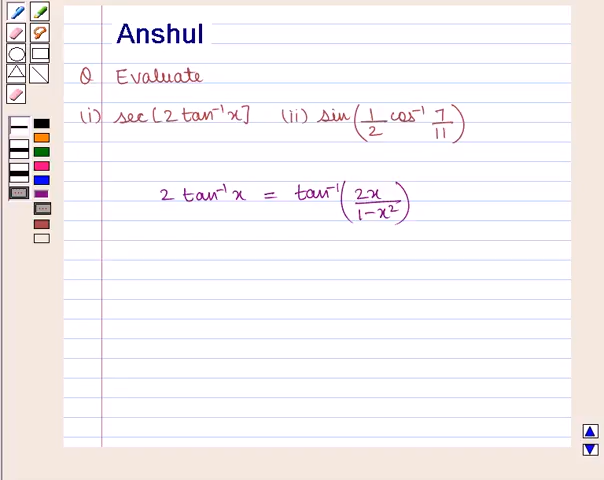 Anshul
Q Evaluate
(i) sec[2 tan⁻¹x] (ii) sin(1/2 cos⁻¹ 7/11)
2 tan⁻¹x = tan⁻¹(2x/1-x²)